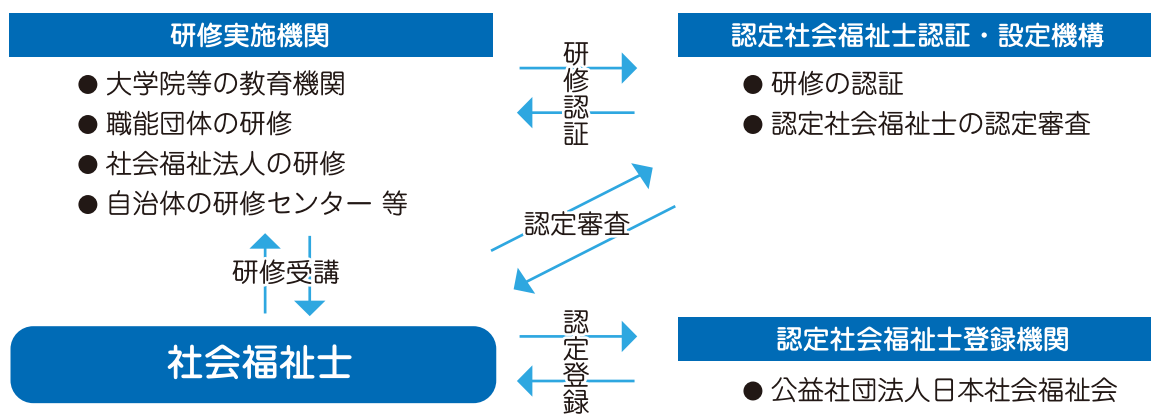 研修実施機関
● 大学院等の教育機関
● 職能団体の研修
● 社会福祉法人の研修
● 自治体の研修センター 等
研修認証
認定社会福祉士認証・設定機構
● 研修の認証
● 認定社会福祉士の認定審査
認定審査
研修受講
社会福祉士
認定登録
認定社会福祉士登録機関
● 公益社団法人日本社会福祉会